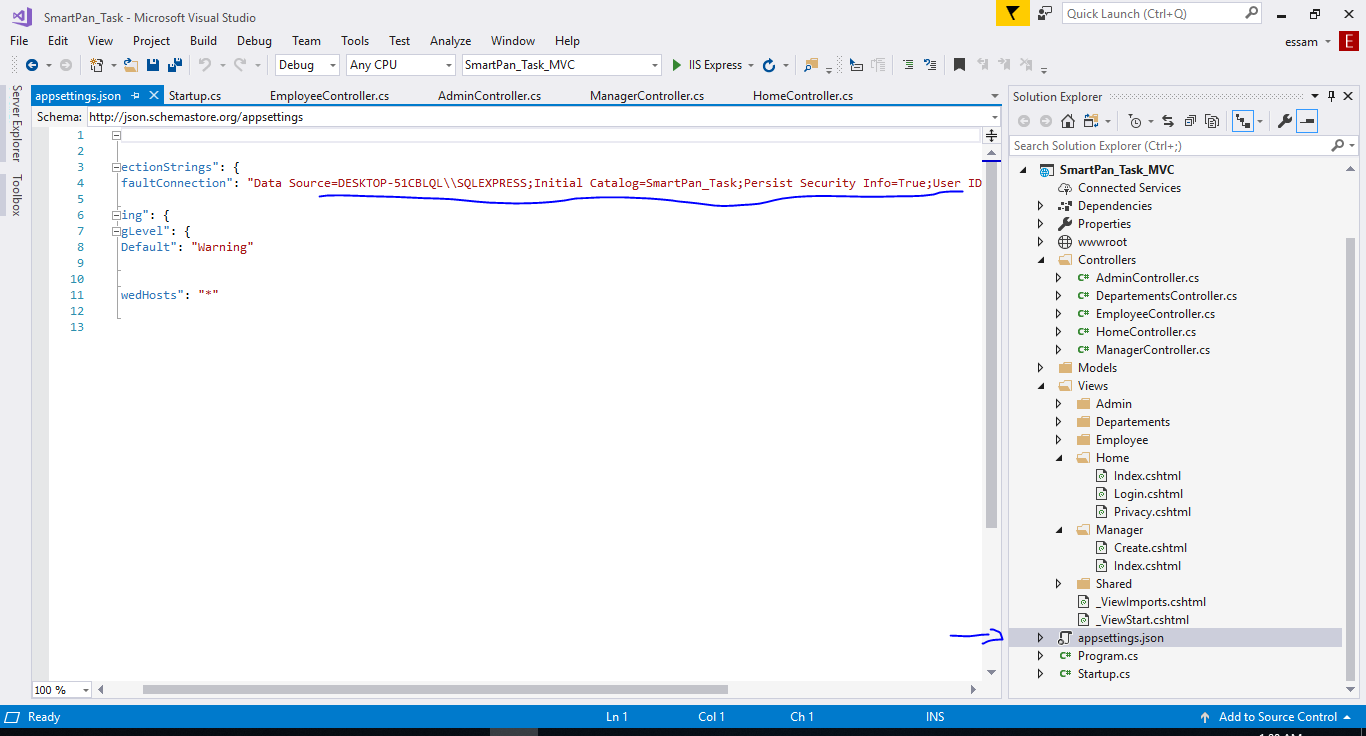 SmartPan_Task - Microsoft Visual Studio
Quick Launch (Ctrl+Q)
File Edit View Project Build Debug Team Tools Test Analyze Window Help
essam E
Debug Any CPU SmartPan_Task_MVC IIS Express
Server Explorer
Toolbox
appsettings.json Startup.cs EmployeeController.cs AdminController.cs ManagerController.cs HomeController.cs
Schema: http://json.schemastore.org/appsettings
1
2
3 ectionStrings": {
4 faultConnection": "Data Source=DESKTOP-51CBLQL\\SQLEXPRESS;Initial Catalog=SmartPan_Task;Persist Security Info=True;User ID
5
6 ing": {
7 gLevel": {
8 Default": "Warning"
9
10
11 wedHosts": "*"
12
13
100 %
Solution Explorer
Search Solution Explorer (Ctrl+;)
SmartPan_Task_MVC
Connected Services
Dependencies
Properties
wwwroot
Controllers
C# AdminController.cs
C# DepartementsController.cs
C# EmployeeController.cs
C# HomeController.cs
C# ManagerController.cs
Models
Views
Admin
Departements
Employee
Home
Index.cshtml
Login.cshtml
Privacy.cshtml
Manager
Create.cshtml
Index.cshtml
Shared
_ViewImports.cshtml
_ViewStart.cshtml
appsettings.json
C# Program.cs
C# Startup.cs
Ready Ln 1 Col 1 Ch 1 INS Add to Source Control